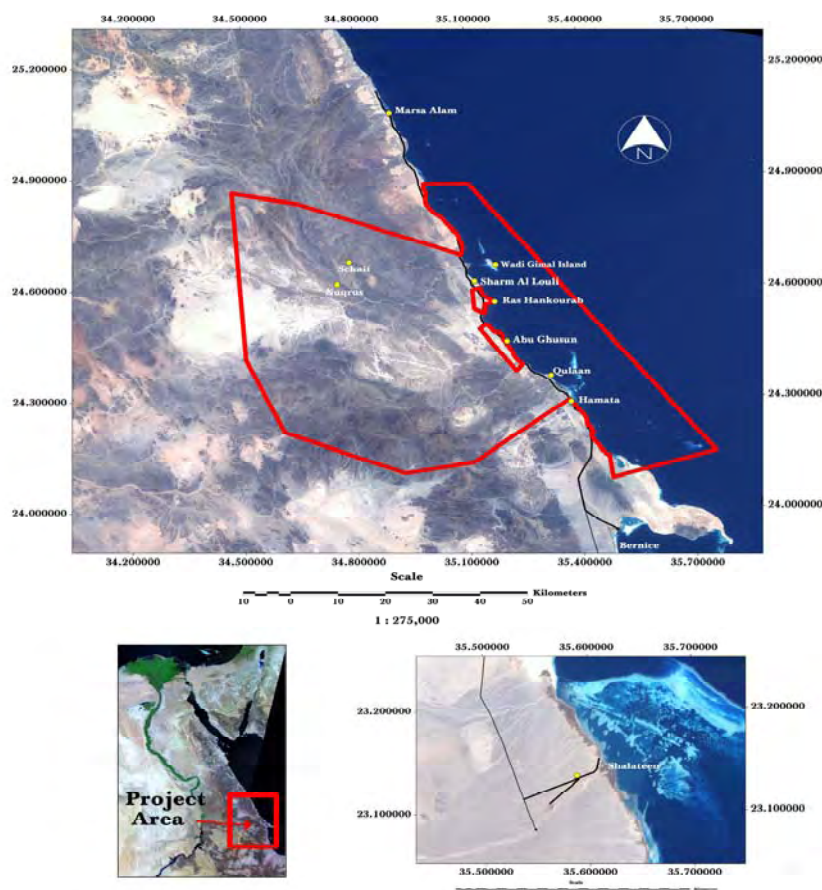 34.200000 34.500000 34.800000 35.100000 35.400000 35.700000
25.200000 25.200000
Marsa Alam
N
24.900000 24.900000
Wadi Gimal Island
Schaii
Sharm Al Louli
24.600000 Nuqrus 24.600000
Ras Hankourab
Abu Ghusun
Qulaan
24.300000 Hamata 24.300000
24.000000 24.000000
Bernice
34.200000 34.500000 34.800000 35.100000 35.400000 35.700000
Scale
Kilometers
10 0 10 20 30 40 50
1 : 275,000
35.500000 35.600000 35.700000
23.200000 23.200000
Shalateen
Project
Area
23.100000 23.100000
35.500000 35.600000 35.700000
Scale